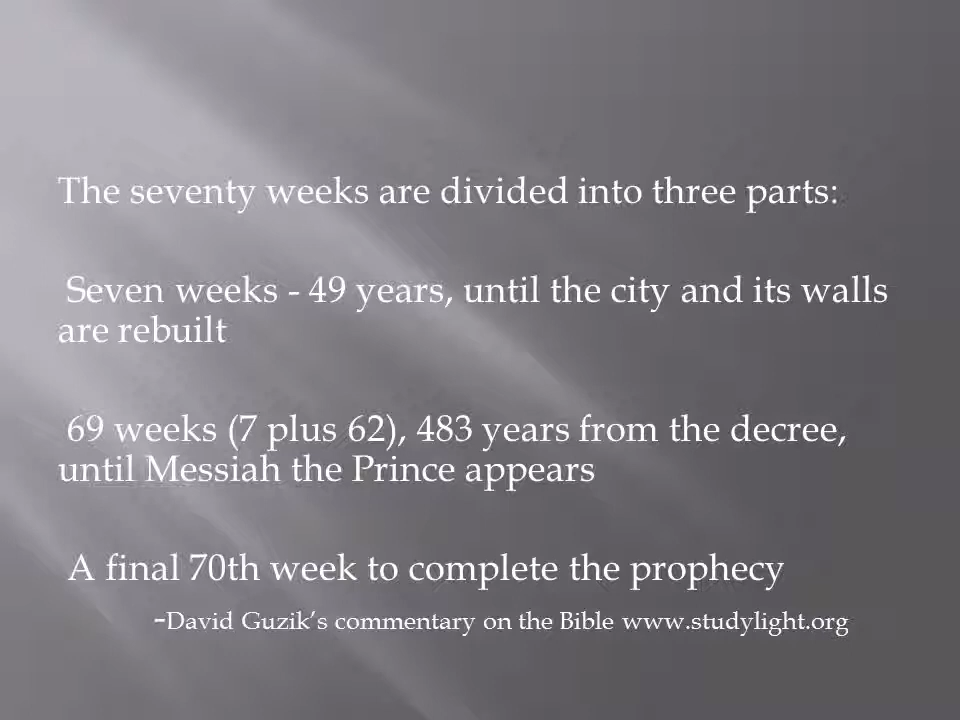 The seventy weeks are divided into three parts:
Seven weeks - 49 years, until the city and its walls
are rebuilt
69 weeks (7 plus 62), 483 years from the decree,
until Messiah the Prince appears
A final 70th week to complete the prophecy
-David Guzik’s commentary on the Bible www.studylight.org